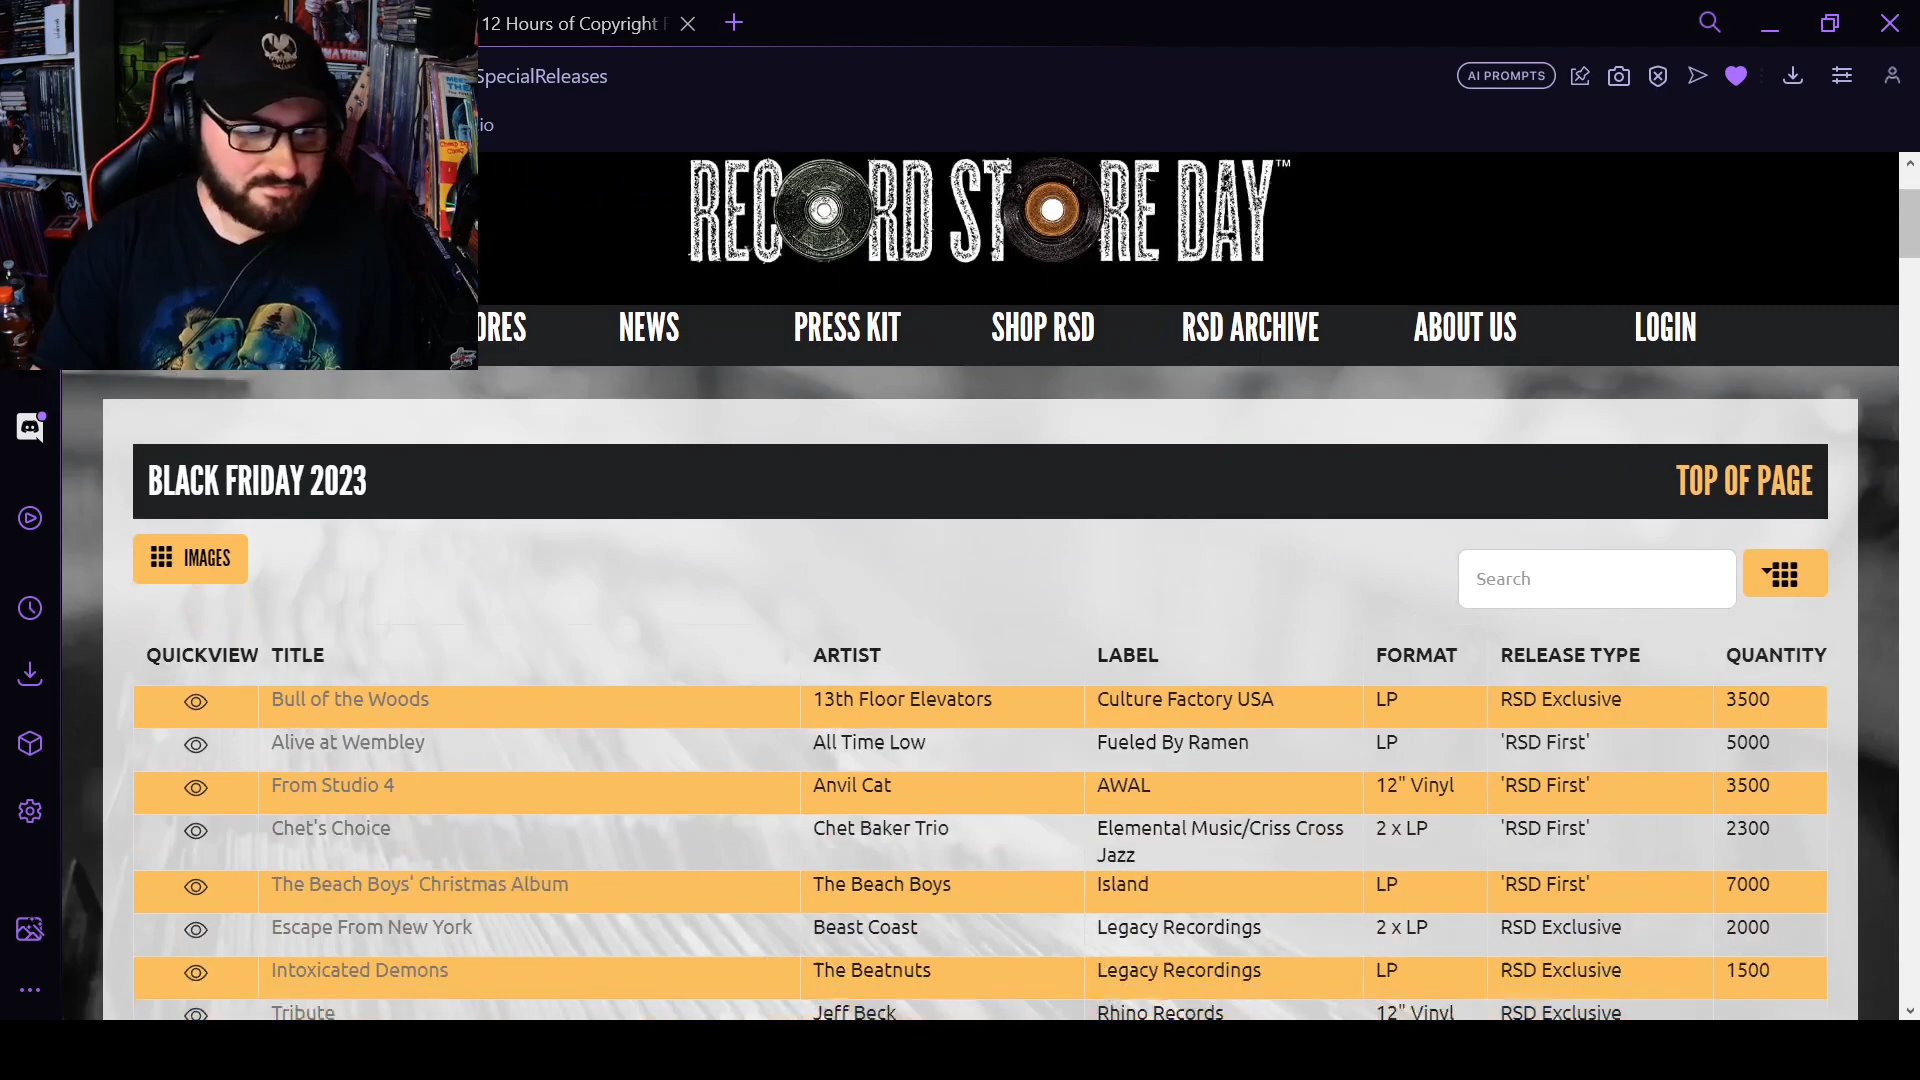 12 Hours of Copyright
SpecialReleases
AI PROMPTS
io
RECORD STORE DAY™
ORES NEWS PRESS KIT SHOP RSD RSD ARCHIVE ABOUT US LOGIN
BLACK FRIDAY 2023 TOP OF PAGE
IMAGES
Search
QUICKVIEW TITLE ARTIST LABEL FORMAT RELEASE TYPE QUANTITY
Bull of the Woods 13th Floor Elevators Culture Factory USA LP RSD Exclusive 3500
Alive at Wembley All Time Low Fueled By Ramen LP 'RSD First' 5000
From Studio 4 Anvil Cat AWAL 12" Vinyl 'RSD First' 3500
Chet's Choice Chet Baker Trio Elemental Music/Criss Cross 2 x LP 'RSD First' 2300
Jazz
The Beach Boys' Christmas Album The Beach Boys Island LP 'RSD First' 7000
Escape From New York Beast Coast Legacy Recordings 2 x LP RSD Exclusive 2000
Intoxicated Demons The Beatnuts Legacy Recordings LP RSD Exclusive 1500
Tribute Jeff Beck Rhino Records 12" Vinyl RSD Exclusive